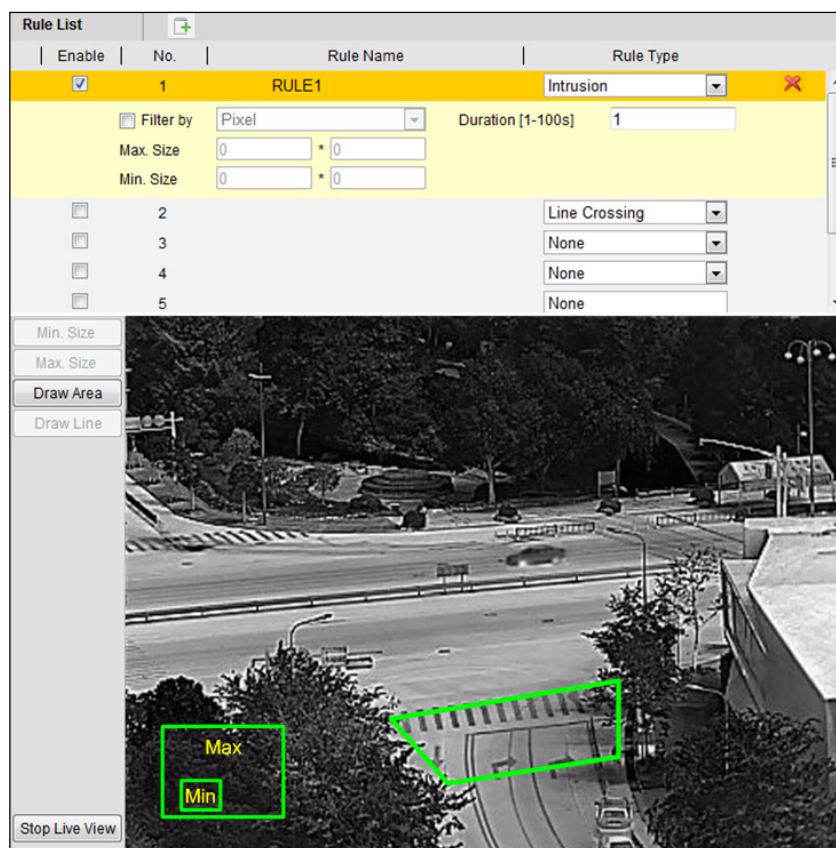 Rule List
Enable No. Rule Name Rule Type
1 RULE1 Intrusion
Filter by Pixel Duration [1-100s] 1
Max. Size 0 * 0
Min. Size 0 * 0
2 Line Crossing
3 None
4 None
5 None
Min. Size
Max. Size
Draw Area
Draw Line
Max
Min
Stop Live View